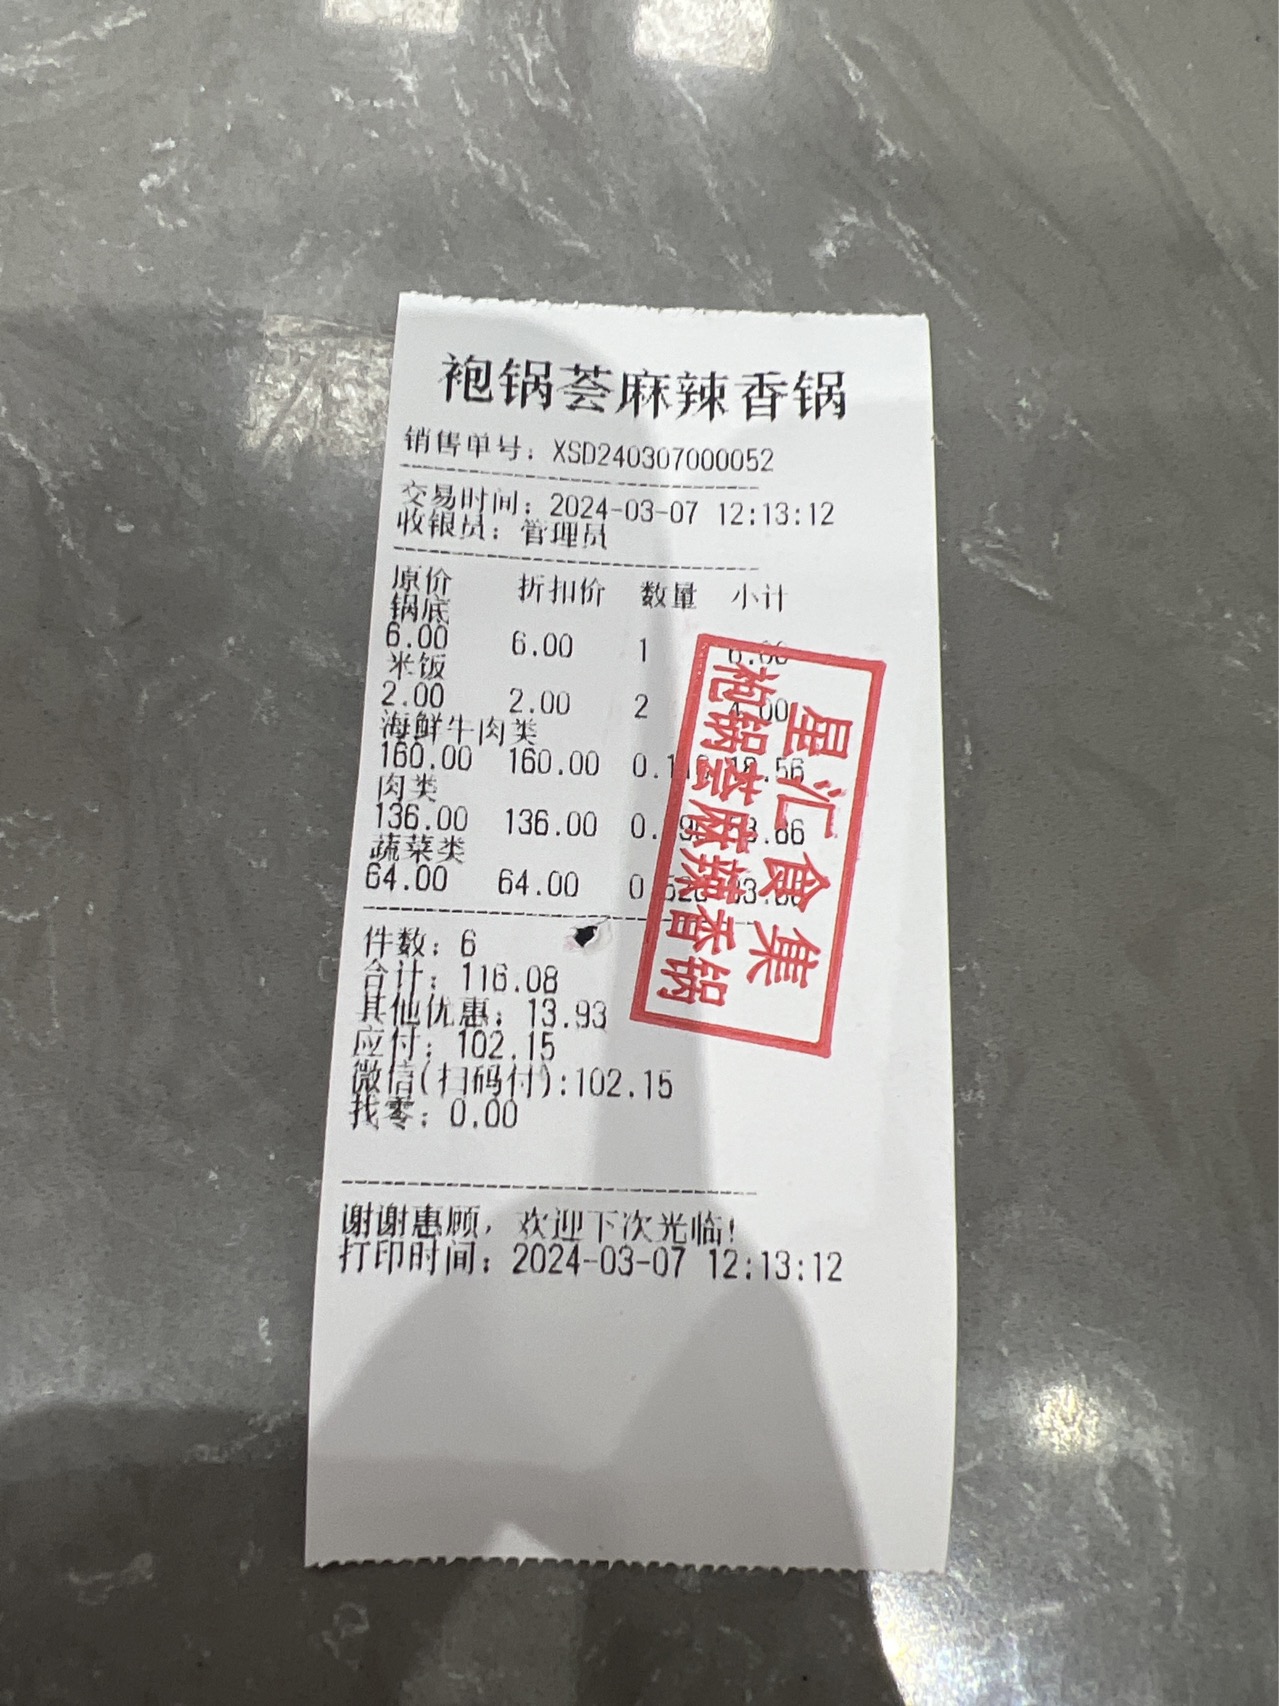 袍锅荟麻辣香锅
销售单号：XSD240307000052
交易时间：2024-03-07 12:13:12
收银员：管理员
原价 折扣价 数量 小计
锅底
6.00 6.00 1 6.00
米饭
2.00 2.00 2 4.00
海鲜牛肉类
160.00 160.00
肉类
136.00 136.00
蔬菜类
64.00 64.00
件数：6
合计：116.08
其他优惠：13.93
应付：102.15
微信(扫码付):102.15
找零：0.00
谢谢惠顾，欢迎下次光临！
打印时间：2024-03-07 12:13:12
星汇食集
袍锅荟麻辣香锅